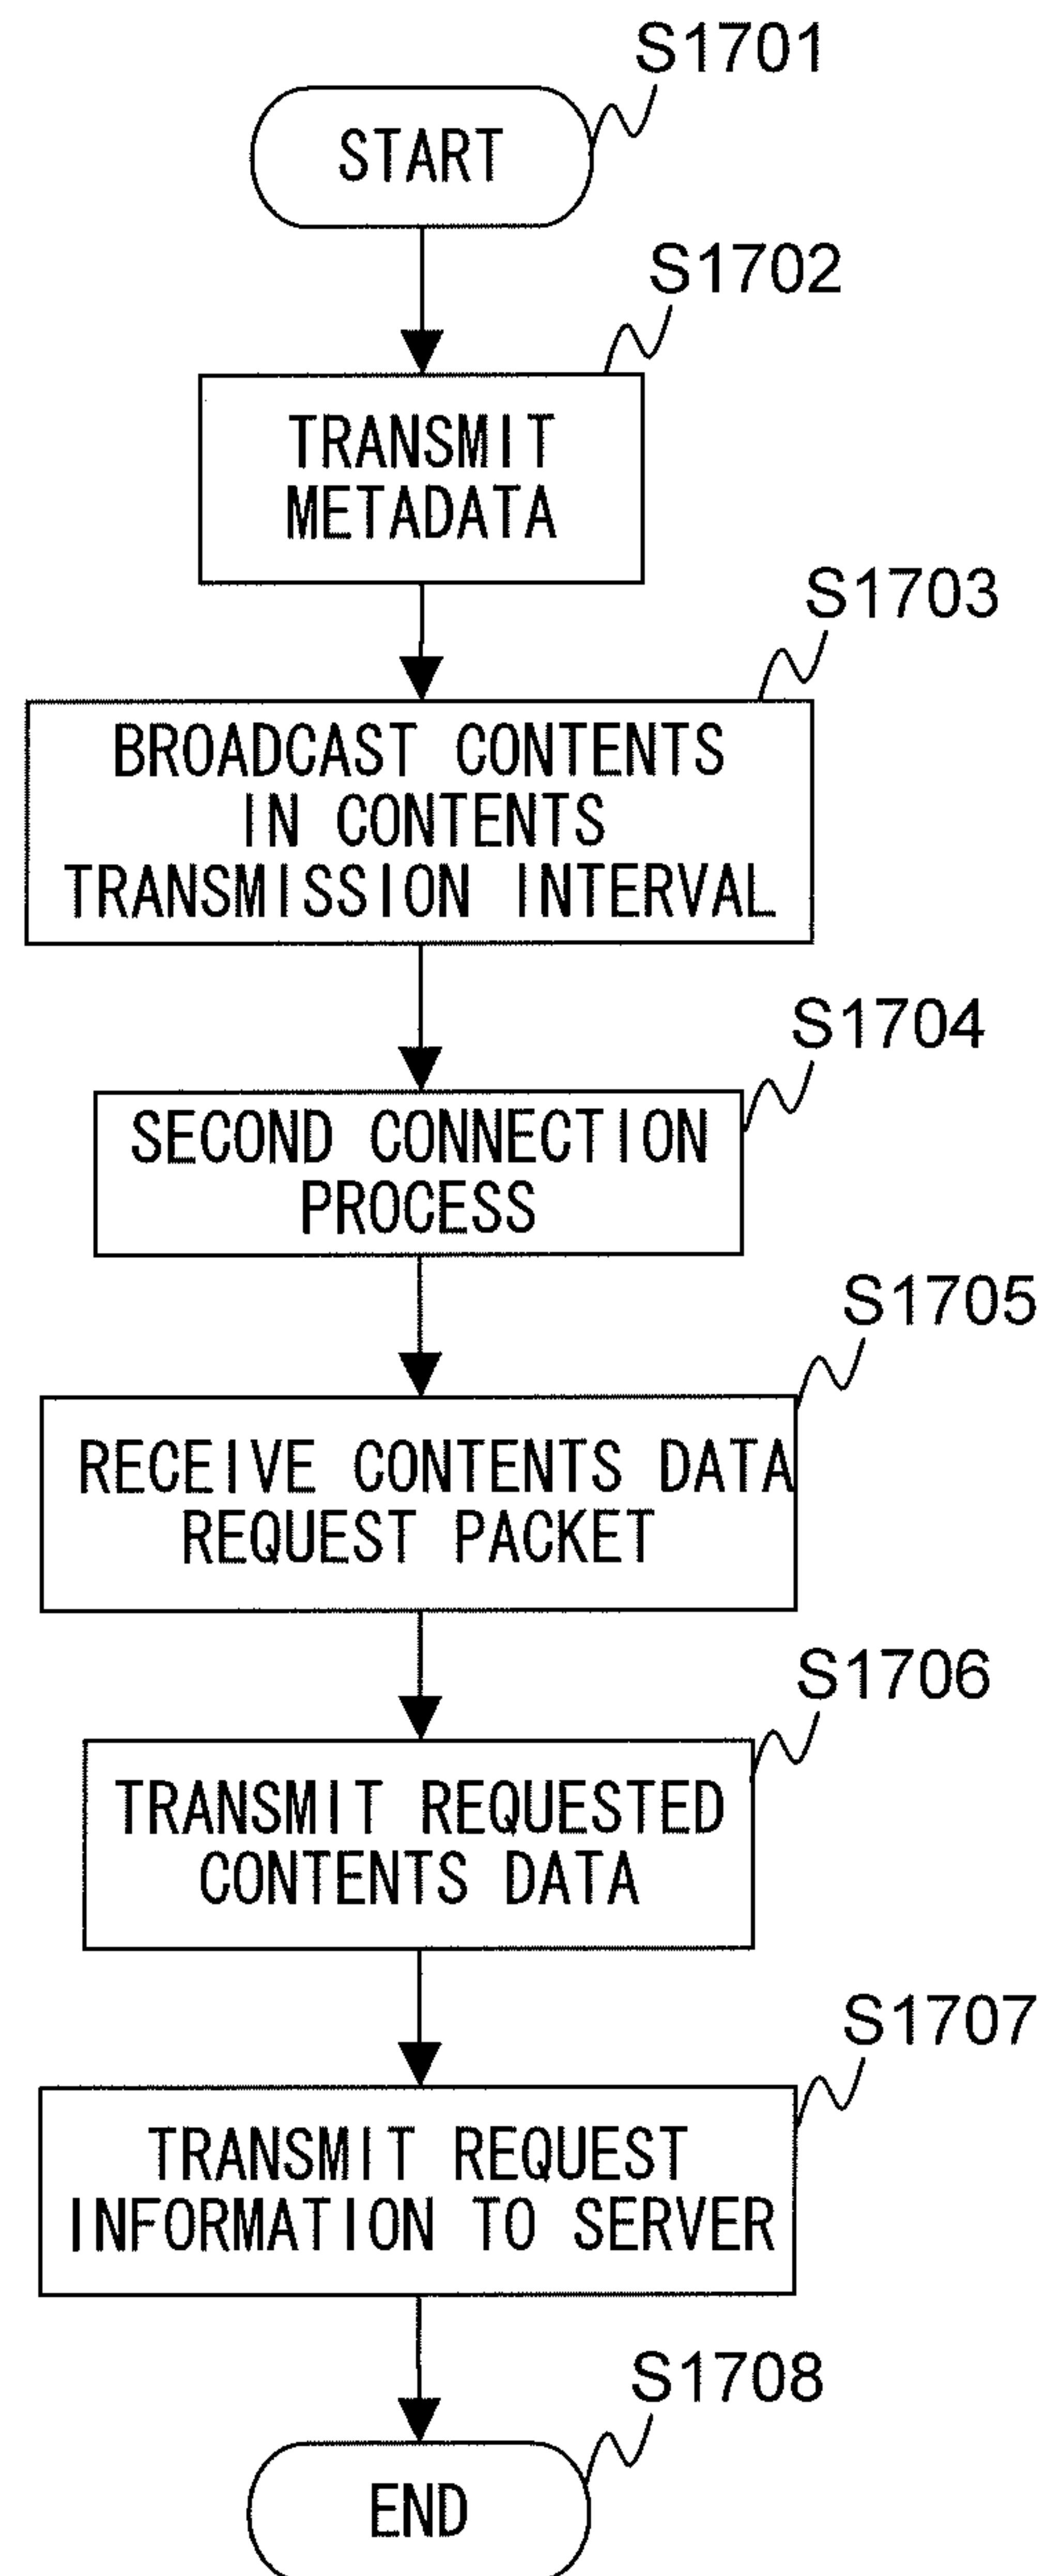 S1701
START
S1702
TRANSMIT
METADATA
S1703
BROADCAST CONTENTS
IN CONTENTS
TRANSMISSION INTERVAL
S1704
SECOND CONNECTION
PROCESS
S1705
RECEIVE CONTENTS DATA
REQUEST PACKET
S1706
TRANSMIT REQUESTED
CONTENTS DATA
S1707
TRANSMIT REQUEST
INFORMATION TO SERVER
S1708
END